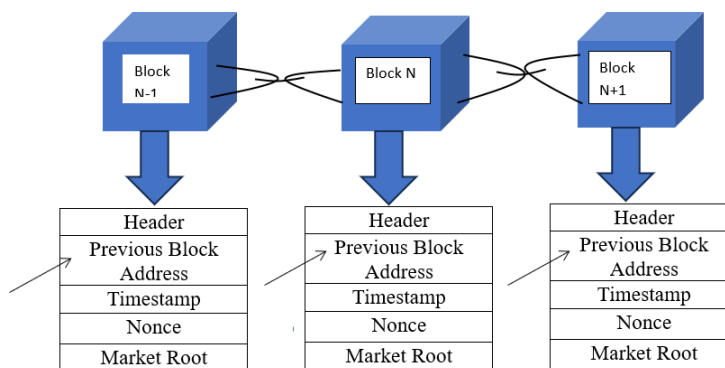 Block
N-1
Block N
Block
N+1
Header
Previous Block
Address
Timestamp
Nonce
Market Root
Header
Previous Block
Address
Timestamp
Nonce
Market Root
Header
Previous Block
Address
Timestamp
Nonce
Market Root